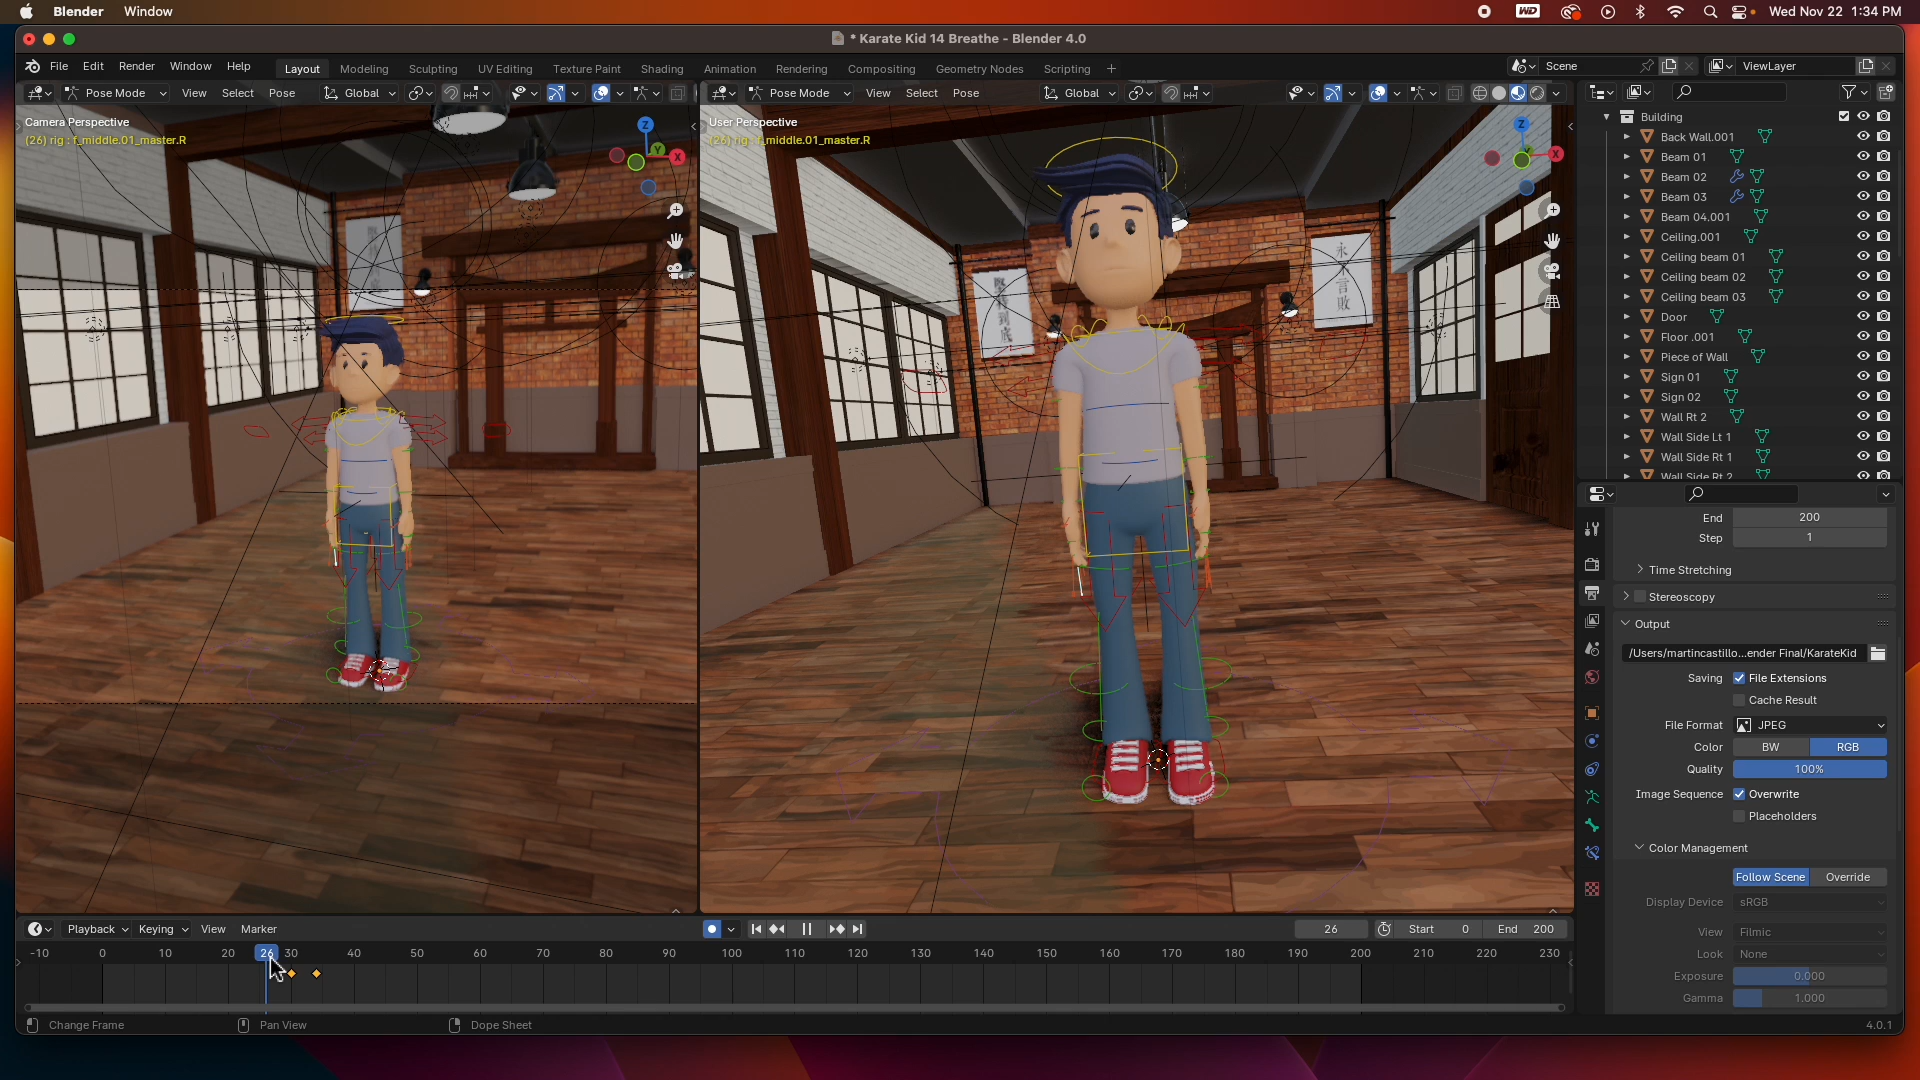 Blender Window
WD
Wed Nov 22 1:34 PM
* Karate Kid 14 Breathe - Blender 4.0
File Edit Render Window Help
Layout Modeling Sculpting UV Editing Texture Paint Shading Animation Rendering Compositing Geometry Nodes Scripting +
Scene
ViewLayer
Pose Mode View Select Pose Global
Pose Mode View Select Pose Global
Camera Perspective
(26) rig : f_middle.01_master.R
User Perspective
(26) rig : f_middle.01_master.R
Z
Y
X
Z
Y
X
永不言敗
Building
Back Wall.001
Beam 01
Beam 02
Beam 03
Beam 04.001
Ceiling.001
Ceiling beam 01
Ceiling beam 02
Ceiling beam 03
Door
Floor .001
Piece of Wall
Sign 01
Sign 02
Wall Rt 2
Wall Side Lt 1
Wall Side Rt 1
Wall Side Rt 2
End 200
Step 1
Time Stretching
Stereoscopy
Output
/Users/martincastillo...ender Final/KarateKid
Saving File Extensions
Cache Result
File Format JPEG
Color BW RGB
Quality 100%
Image Sequence Overwrite
Placeholders
Color Management
Follow Scene Override
Display Device sRGB
View Filmic
Look None
Exposure 0.000
Gamma 1.000
Playback Keying View Marker
26 Start 0 End 200
-10 0 10 20 26 30 40 50 60 70 80 90 100 110 120 130 140 150 160 170 180 190 200 210 220 230
Change Frame Pan View Dope Sheet
4.0.1